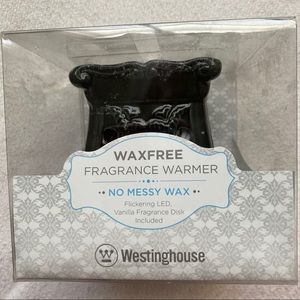 WAXFREE
FRAGRANCE WARMER
NO MESSY WAX
Flickering LED,
Vanilla Fragrance Disk
Included
Westinghouse